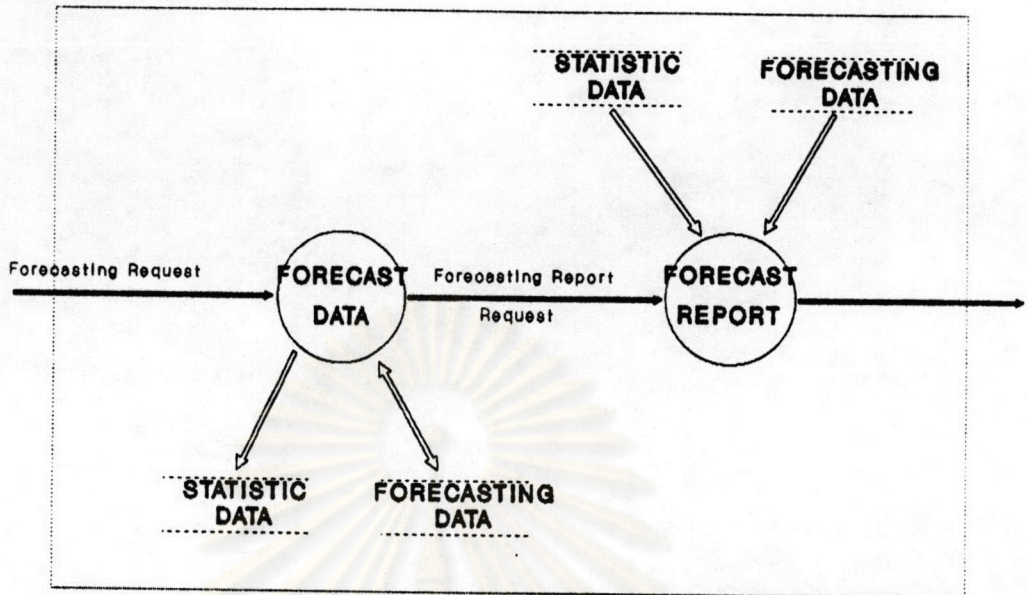 STATISTIC
DATA
FORECASTING
DATA
Forecasting Request
FORECAST
DATA
Forecasting Report
Request
FORECAST
REPORT
STATISTIC
DATA
FORECASTING
DATA